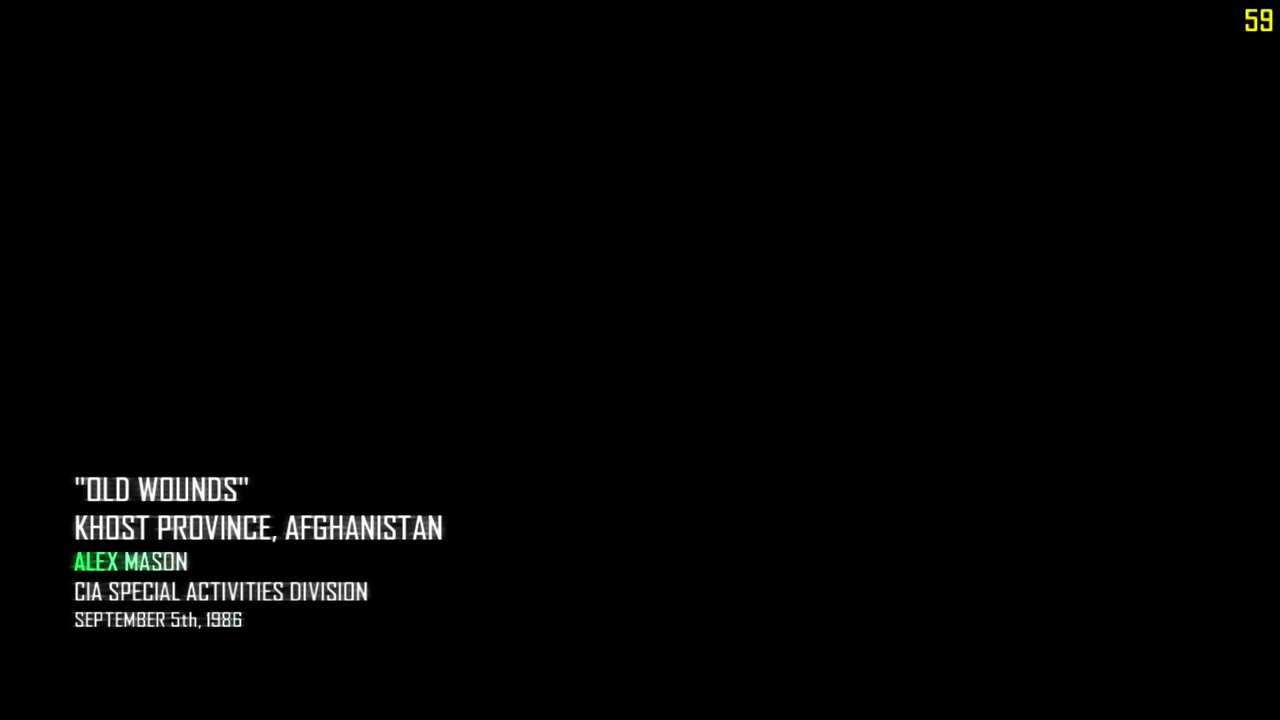 59
"OLD WOUNDS"
KHOST PROVINCE, AFGHANISTAN
ALEX MASON
CIA SPECIAL ACTIVITIES DIVISION
SEPTEMBER 5th, 1986